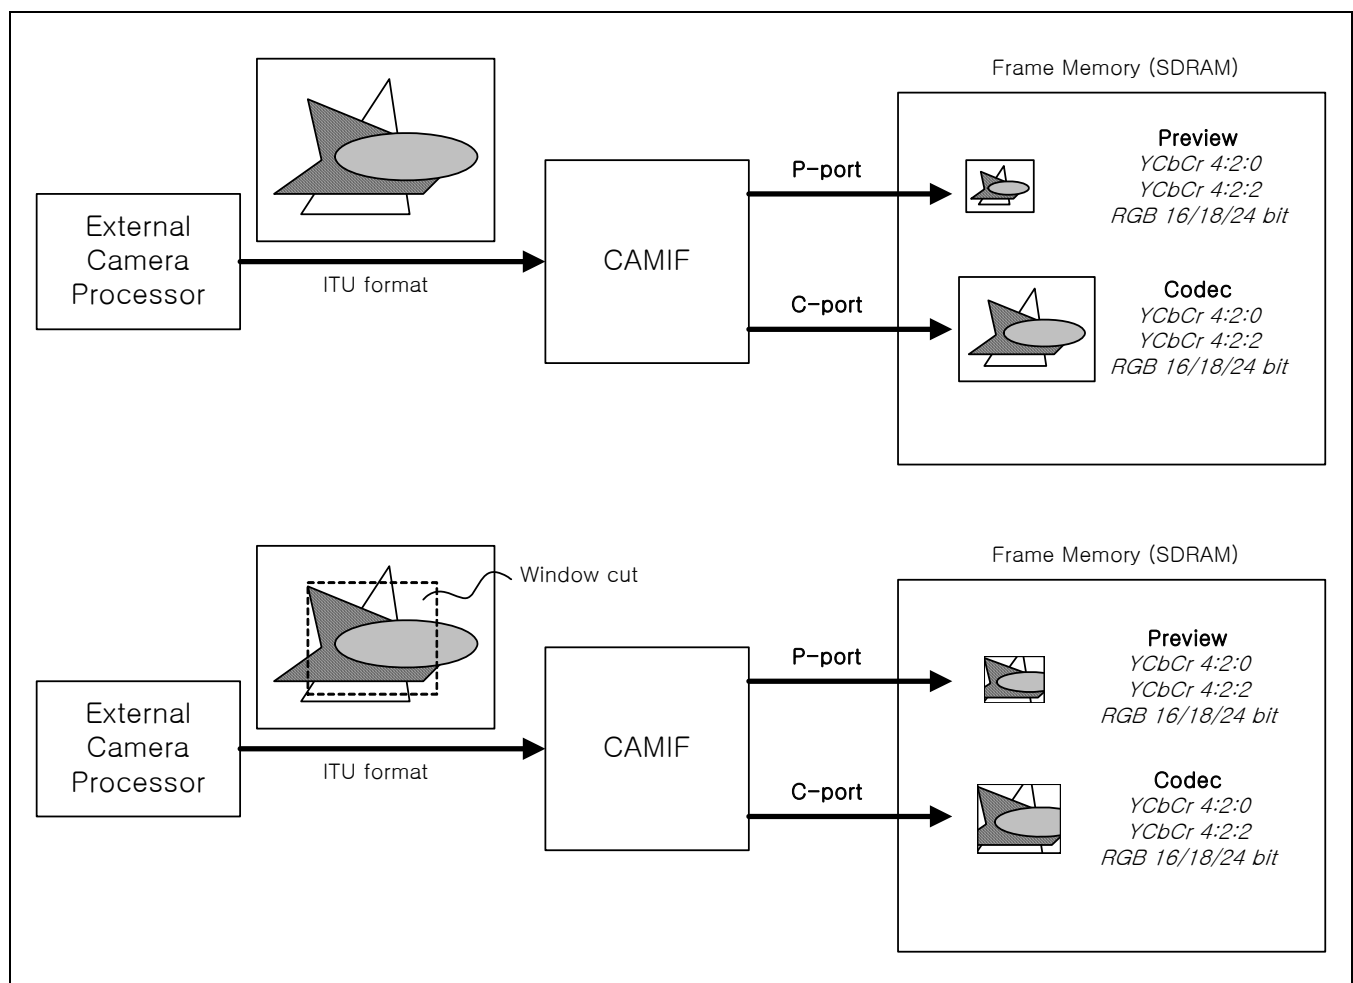 Frame Memory (SDRAM)
External
Camera
Processor
ITU format
CAMIF
P-port
C-port
Preview
YCbCr 4:2:0
YCbCr 4:2:2
RGB 16/18/24 bit
Codec
YCbCr 4:2:0
YCbCr 4:2:2
RGB 16/18/24 bit
Frame Memory (SDRAM)
Window cut
External
Camera
Processor
ITU format
CAMIF
P-port
C-port
Preview
YCbCr 4:2:0
YCbCr 4:2:2
RGB 16/18/24 bit
Codec
YCbCr 4:2:0
YCbCr 4:2:2
RGB 16/18/24 bit